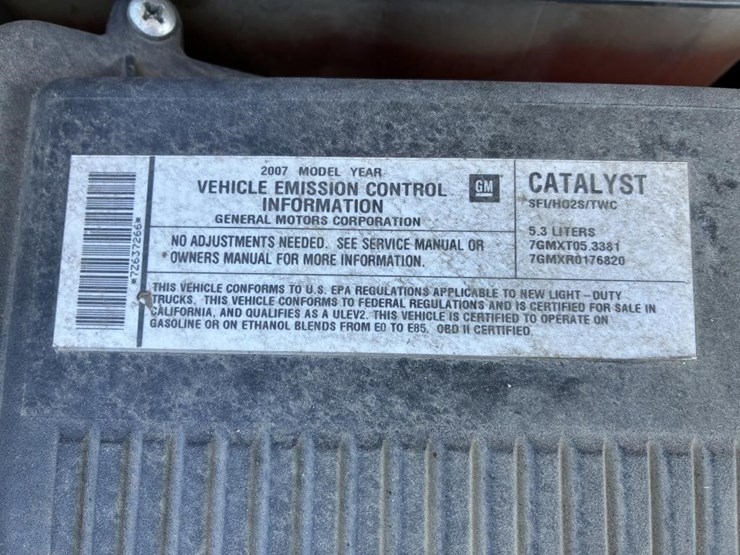 2007 MODEL YEAR
VEHICLE EMISSION CONTROL
INFORMATION
GENERAL MOTORS CORPORATION
GM
NO ADJUSTMENTS NEEDED. SEE SERVICE MANUAL OR
OWNERS MANUAL FOR MORE INFORMATION.
CATALYST
SFI/HO2S/TWC
5.3 LITERS
7GMXT05.3381
7GMXR0176820
THIS VEHICLE CONFORMS TO U.S. EPA REGULATIONS APPLICABLE TO NEW LIGHT-DUTY
TRUCKS. THIS VEHICLE CONFORMS TO FEDERAL REGULATIONS AND IS CERTIFIED FOR SALE IN
CALIFORNIA, AND QUALIFIES AS A ULEV2. THIS VEHICLE IS CERTIFIED TO OPERATE ON
GASOLINE OR ON ETHANOL BLENDS FROM E0 TO E85. OBD II CERTIFIED.
*72637266*